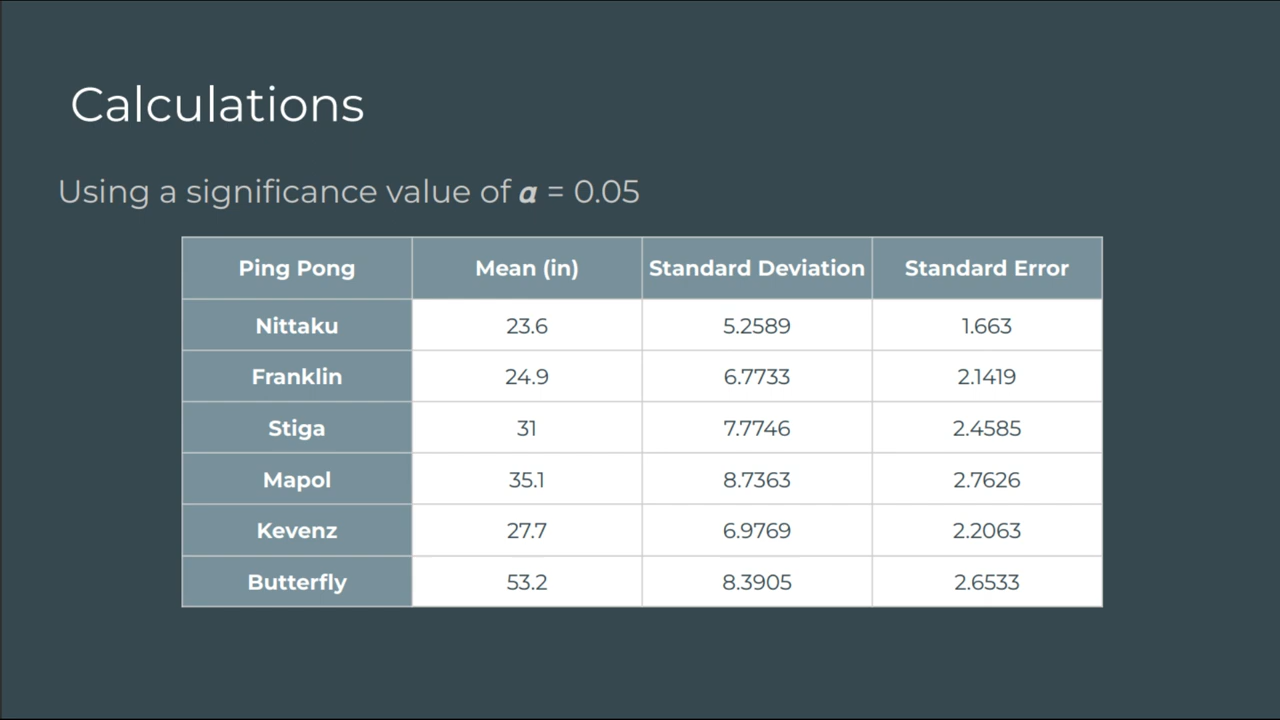 Calculations
Using a significance value of α = 0.05
Ping Pong Mean (in) Standard Deviation Standard Error
Nittaku 23.6 5.2589 1.663
Franklin 24.9 6.7733 2.1419
Stiga 31 7.7746 2.4585
Mapol 35.1 8.7363 2.7626
Kevenz 27.7 6.9769 2.2063
Butterfly 53.2 8.3905 2.6533